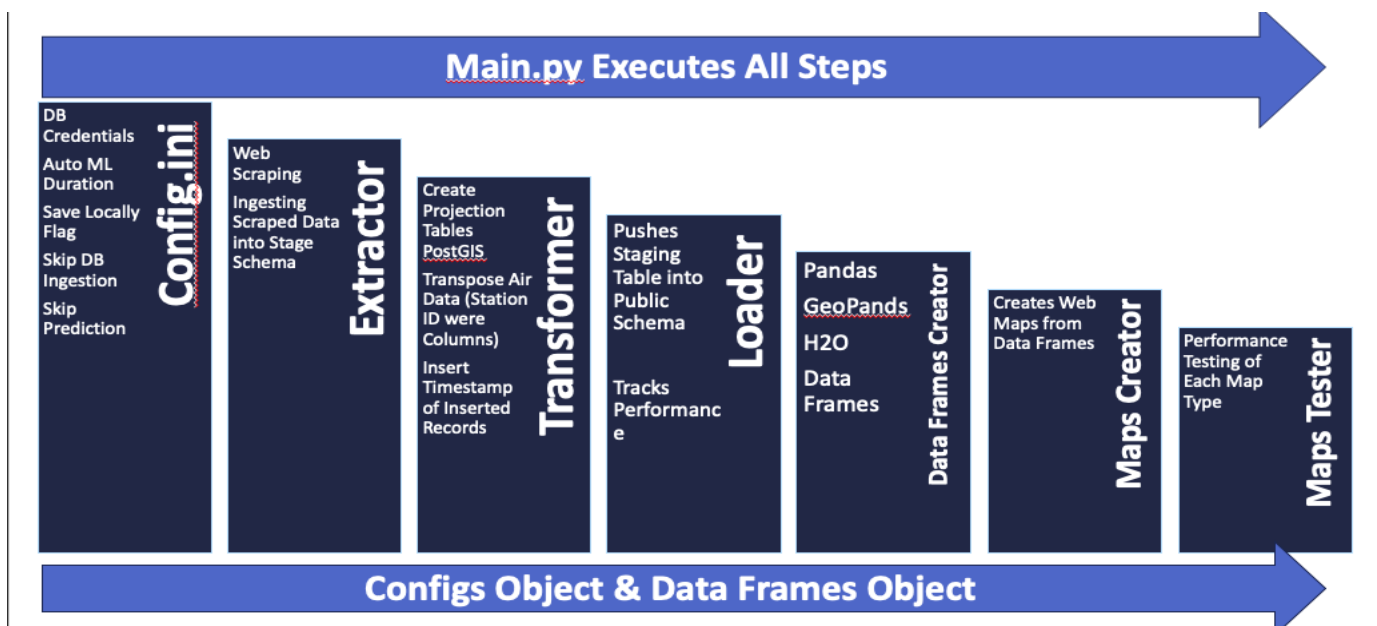 Main.py Executes All Steps
DB
Credentials
Auto ML
Duration
Save Locally
Flag
Skip DB
Ingestion
Skip
Prediction
Config.ini
Web
Scraping
Ingesting
Scraped Data
into Stage
Schema
Extractor
Create
Projection
Tables
PostGIS
Transpose Air
Data (Station
ID were
Columns)
Insert
Timestamp
of Inserted
Records
Transformer
Pushes
Staging
Table into
Public
Schema
Tracks
Performanc
e
Loader
Pandas
GeoPands
H2O
Data
Frames
Data Frames Creator
Creates Web
Maps from
Data Frames
Maps Creator
Performance
Testing of
Each Map
Type
Maps Tester
Configs Object & Data Frames Object